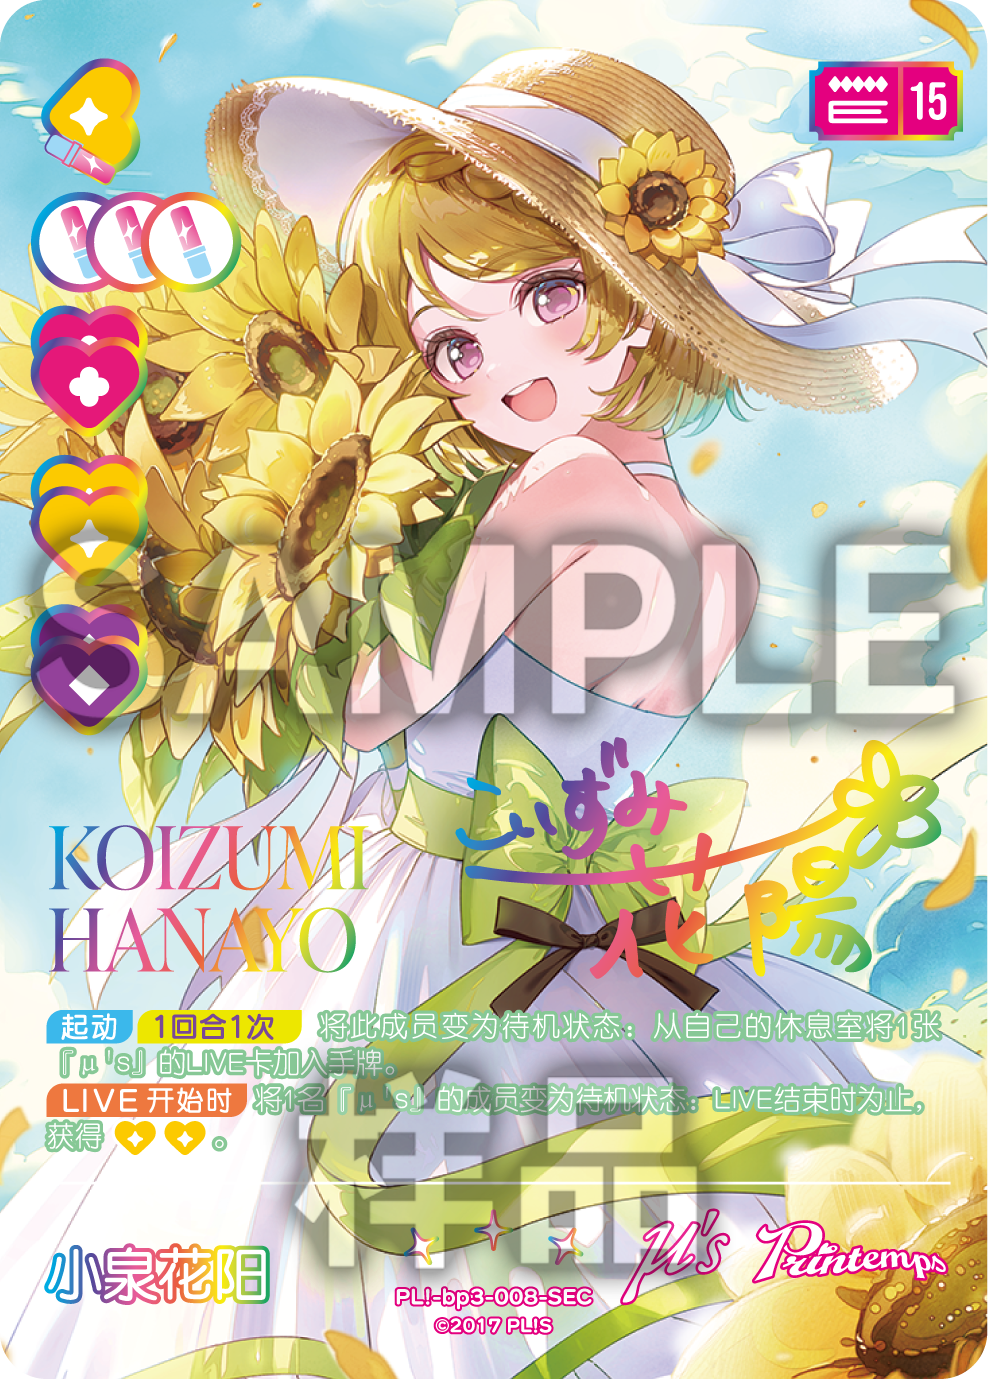 15
SAMPLE
KOIZUMI
HANAYO
こいずみ
花陽
起动 1回合1次 将此成员变为待机状态：从自己的休息室将1张
『μ's』的LIVE卡加入手牌。
LIVE 开始时 将1名『μ's』的成员变为待机状态：LIVE结束时为止，
获得 。
样品
小泉花阳
μ's Printemps
PL!-bp3-008-SEC
©2017 PL!S